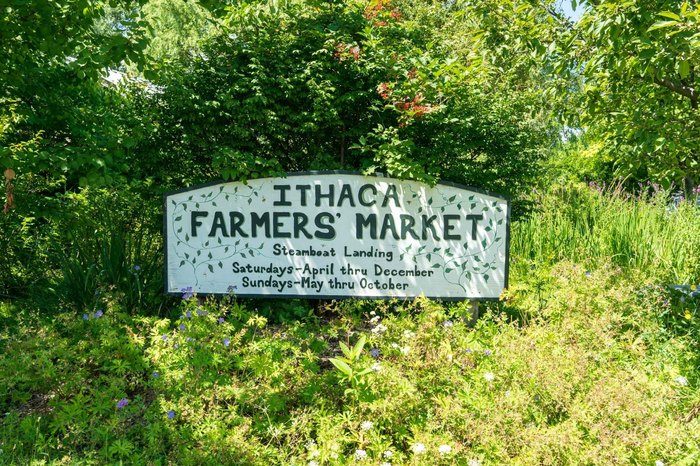 ITHACA
FARMERS' MARKET
Steamboat Landing
Saturdays-April thru December
Sundays-May thru October